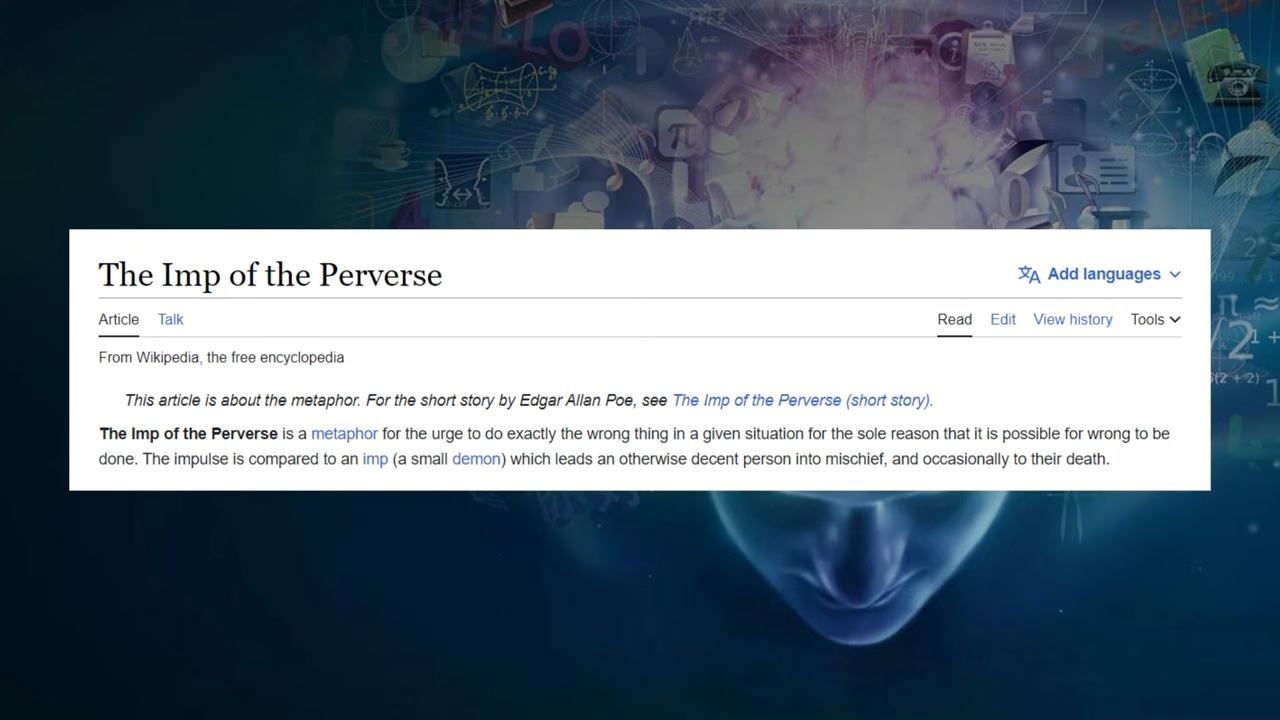 HELLO
The Imp of the Perverse
Add languages
Article Talk
Read Edit View history Tools
From Wikipedia, the free encyclopedia
This article is about the metaphor. For the short story by Edgar Allan Poe, see The Imp of the Perverse (short story).
The Imp of the Perverse is a metaphor for the urge to do exactly the wrong thing in a given situation for the sole reason that it is possible for wrong to be
done. The impulse is compared to an imp (a small demon) which leads an otherwise decent person into mischief, and occasionally to their death.